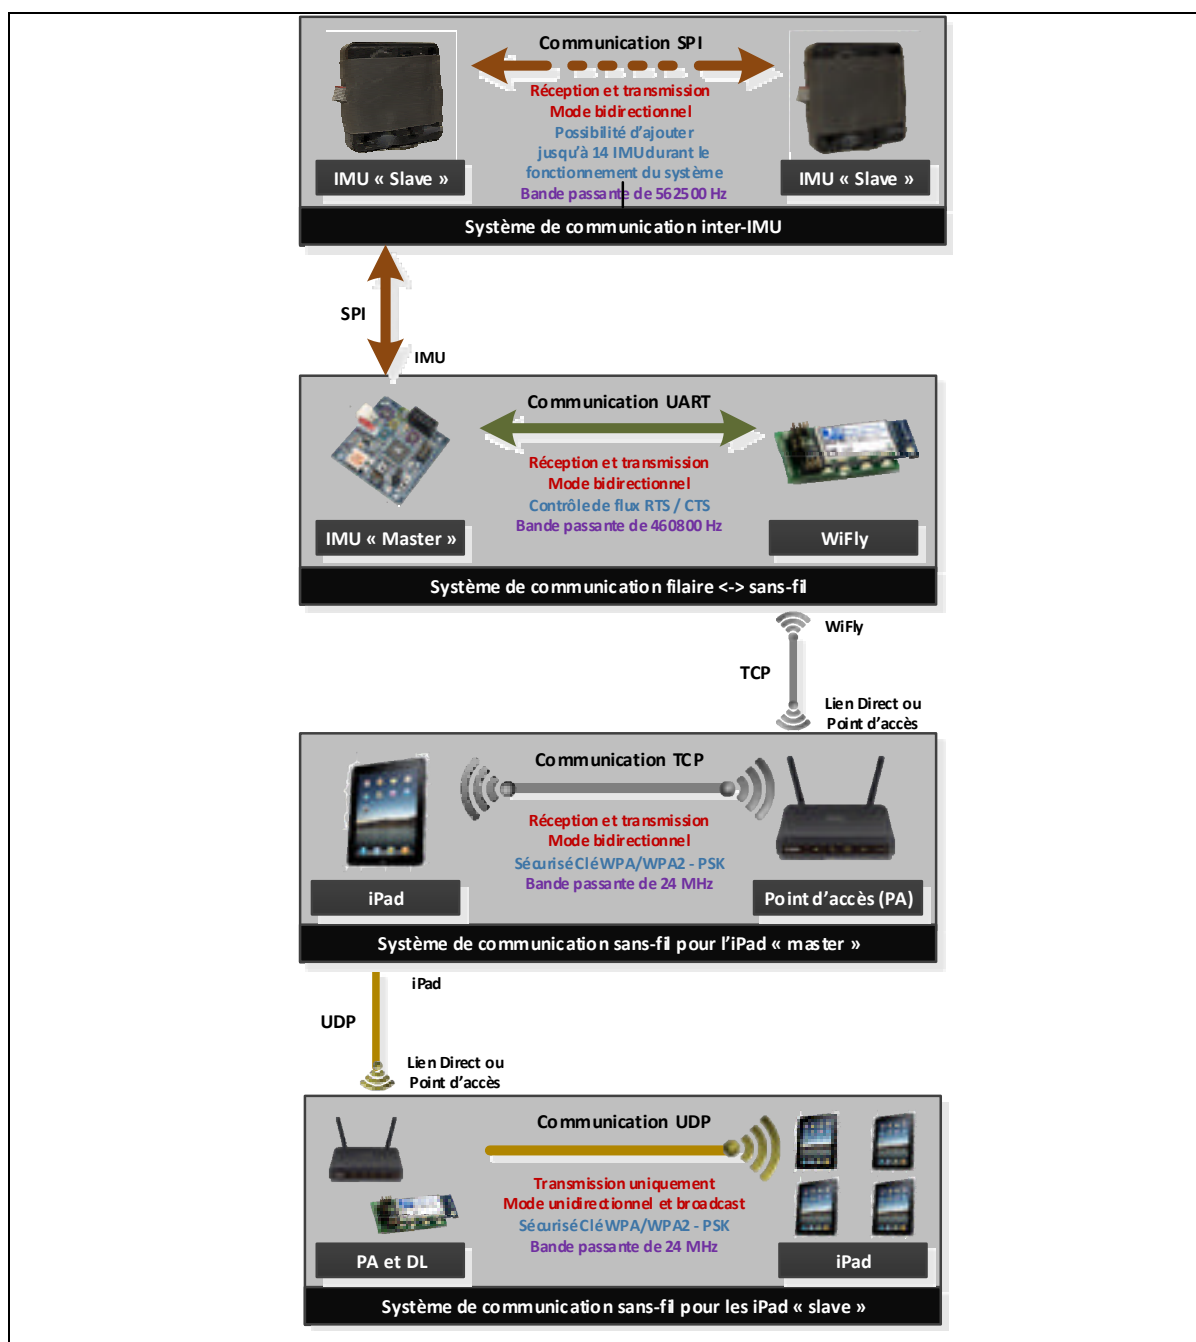 Communication SPI
Réception et transmission
Mode bidirectionnel
Possibilité d'ajouter
jusqu'à 14 IMU durant le
fonctionnement du système
Bande passante de 562500 Hz
IMU « Slave »
IMU « Slave »
Système de communication inter-IMU
SPI
IMU
Communication UART
Réception et transmission
Mode bidirectionnel
Contrôle de flux RTS / CTS
Bande passante de 460800 Hz
IMU « Master »
WiFly
Système de communication filaire <-> sans-fil
WiFly
TCP
Lien Direct ou
Point d'accès
Communication TCP
Réception et transmission
Mode bidirectionnel
Sécurisé Clé WPA/WPA2 - PSK
Bande passante de 24 MHz
iPad
Point d'accès (PA)
Système de communication sans-fil pour l'iPad « master »
iPad
UDP
Lien Direct ou
Point d'accès
Communication UDP
Transmission uniquement
Mode unidirectionnel et broadcast
Sécurisé Clé WPA/WPA2 - PSK
Bande passante de 24 MHz
PA et DL
iPad
Système de communication sans-fil pour les iPad « slave »